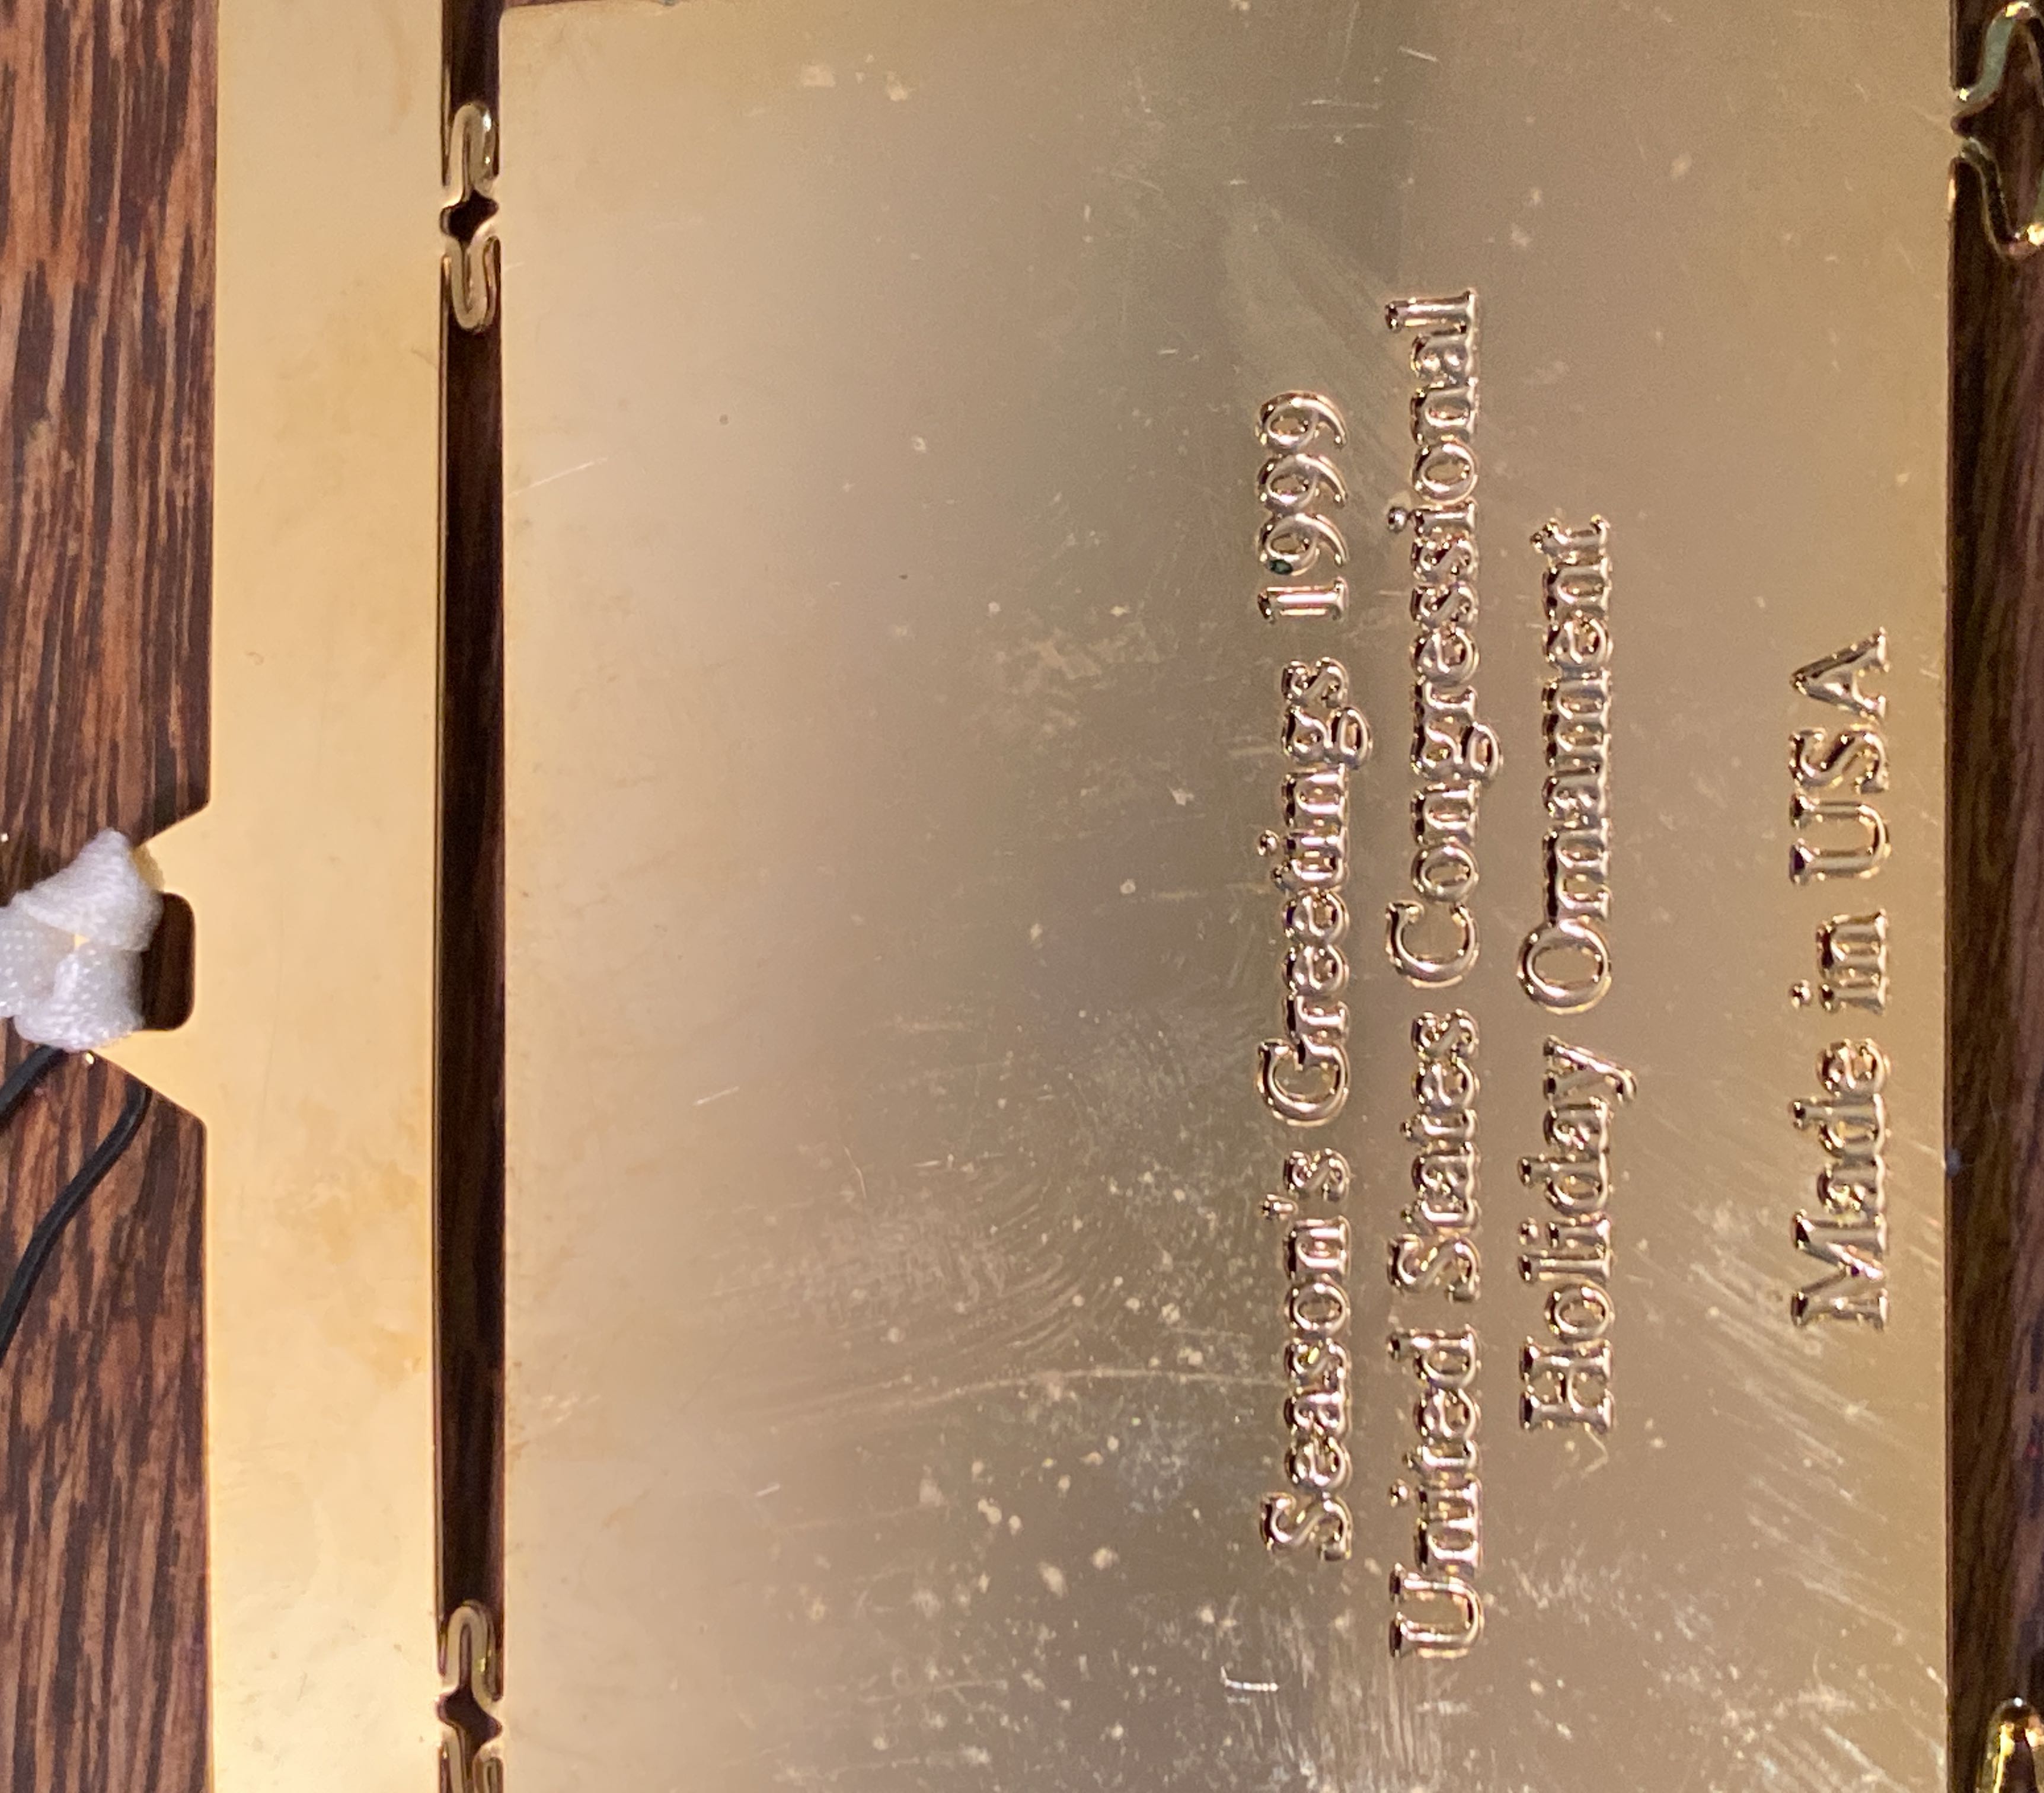 Season's Greetings 1999
United States Congressional
Holiday Ornament
Made in USA